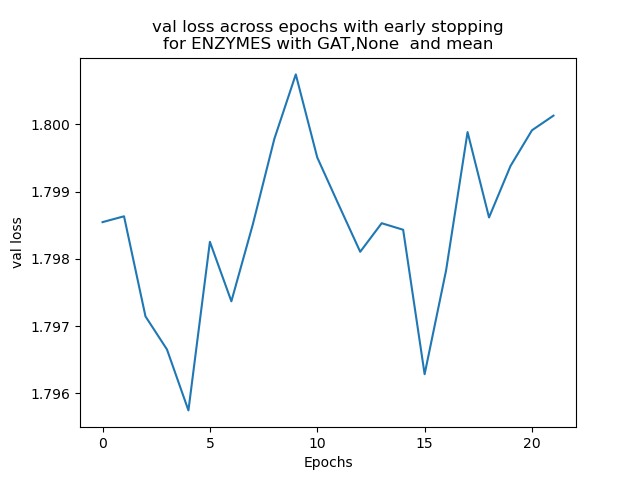 val loss across epochs with early stopping
for ENZYMES with GAT,None  and mean
1.800
1.799
1.798
1.797
1.796
val loss
0
5
10
15
20
Epochs